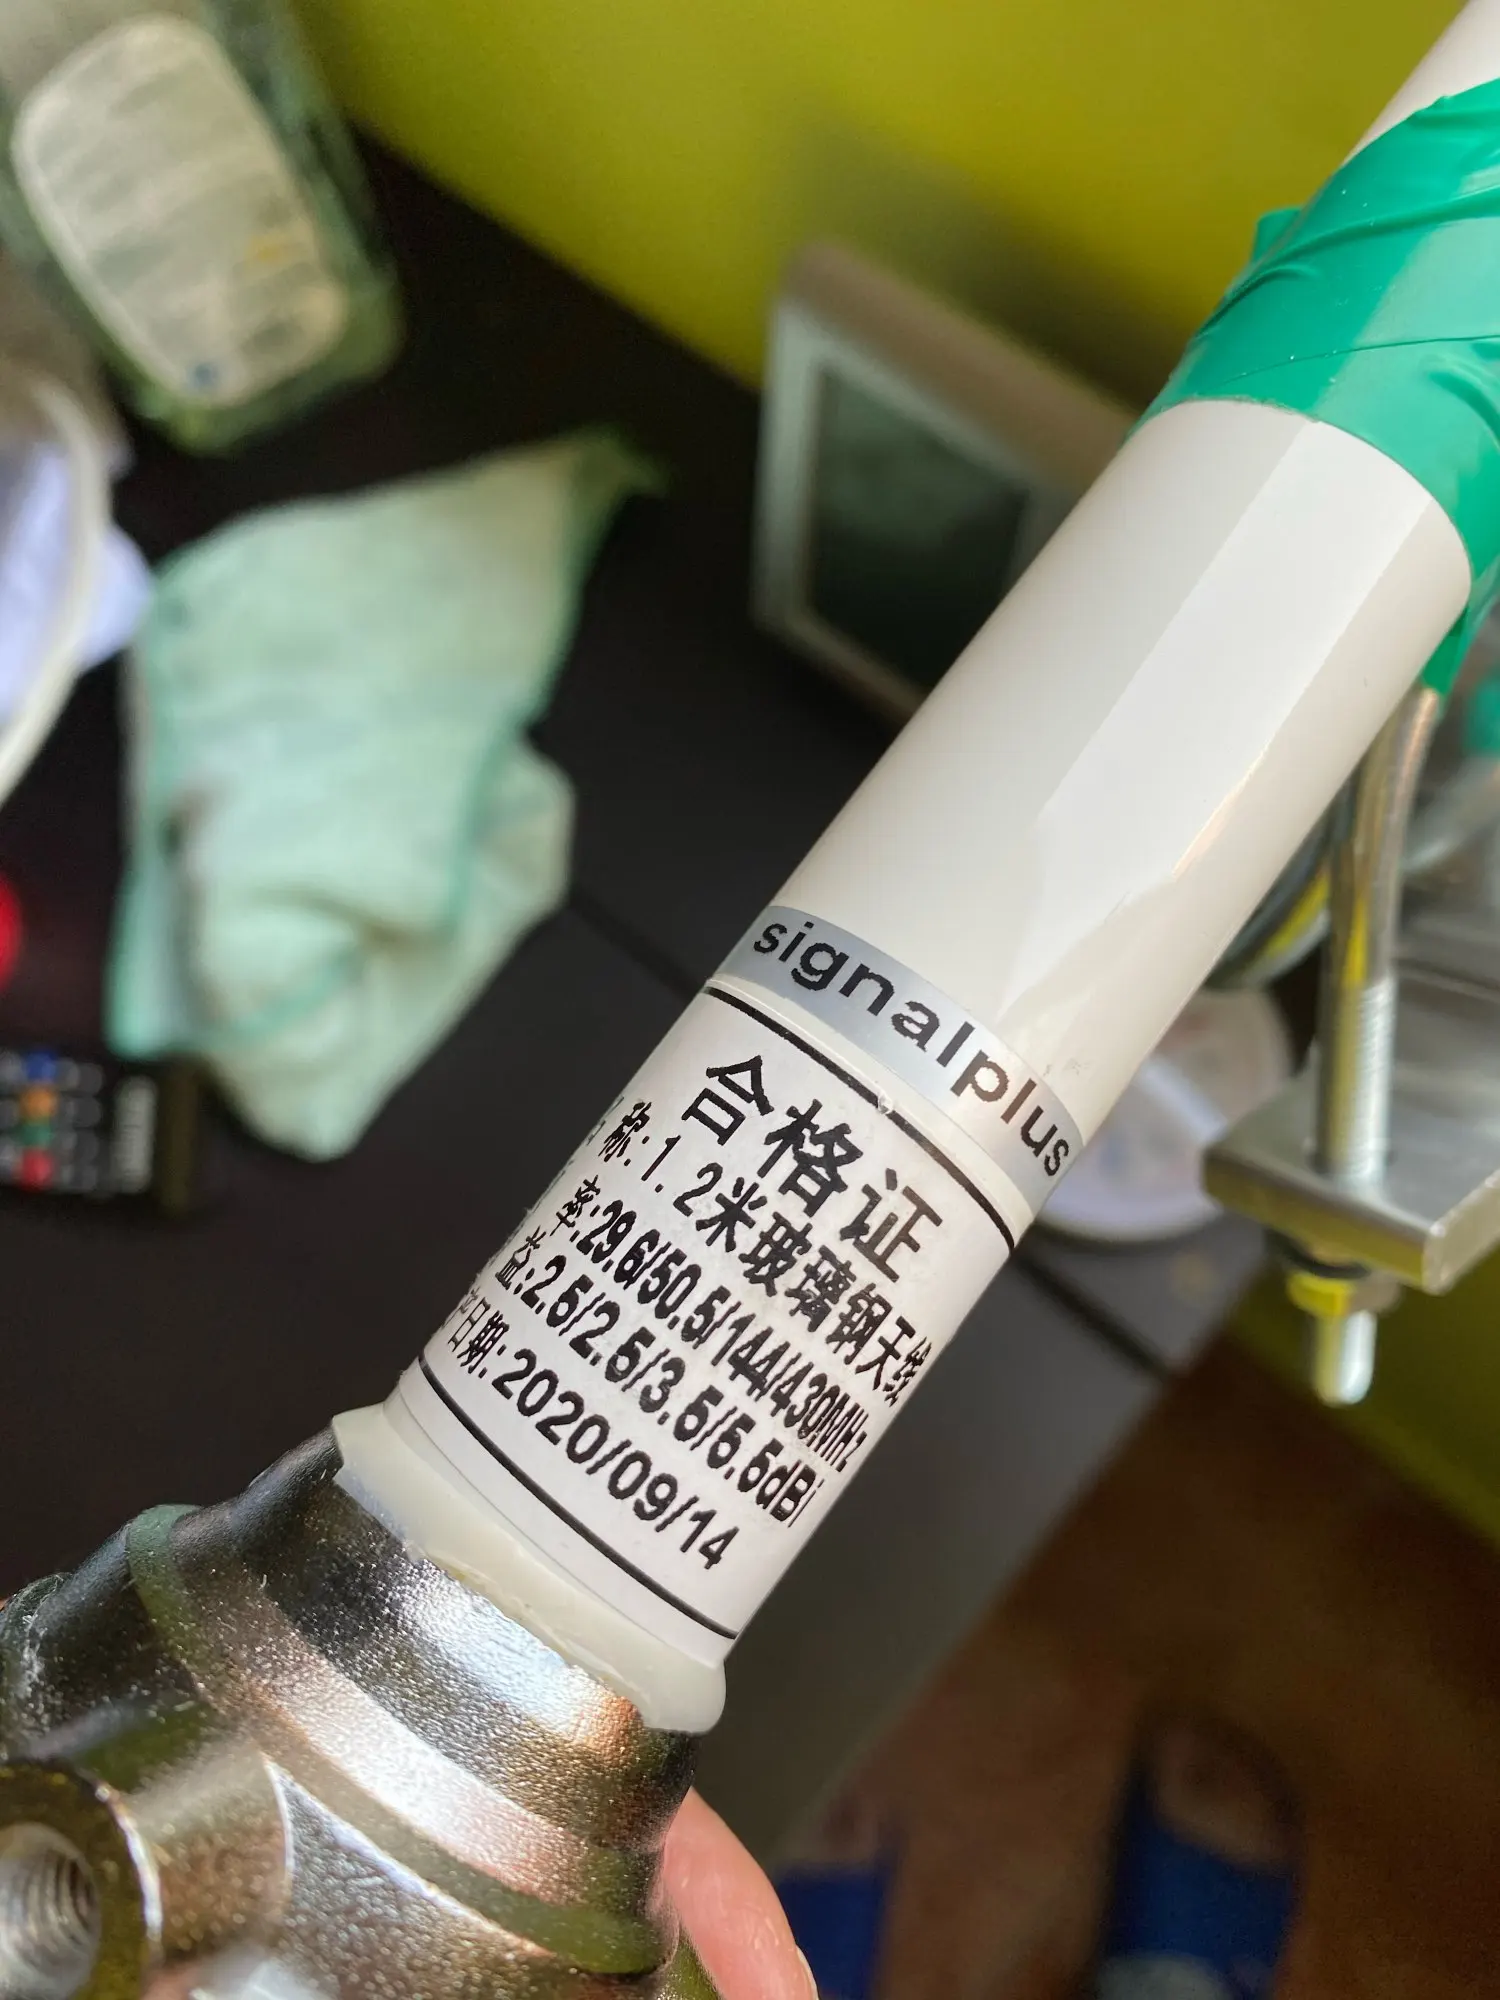 signalplus
合格证
称:1.2米玻璃钢天线
率:29.6/50.5/144/430MHz
益:2.5/2.5/3.5/5.5dBi
日期:2020/09/14